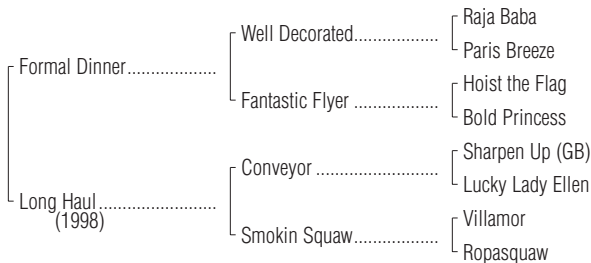 Raja Baba
Well Decorated..................
Paris Breeze
Formal Dinner...................
Hoist the Flag
Fantastic Flyer ..................
Bold Princess
Sharpen Up (GB)
Conveyor ..........................
Lucky Lady Ellen
Long Haul.........................
(1998)
Villamor
Smokin Squaw..................
Ropasquaw